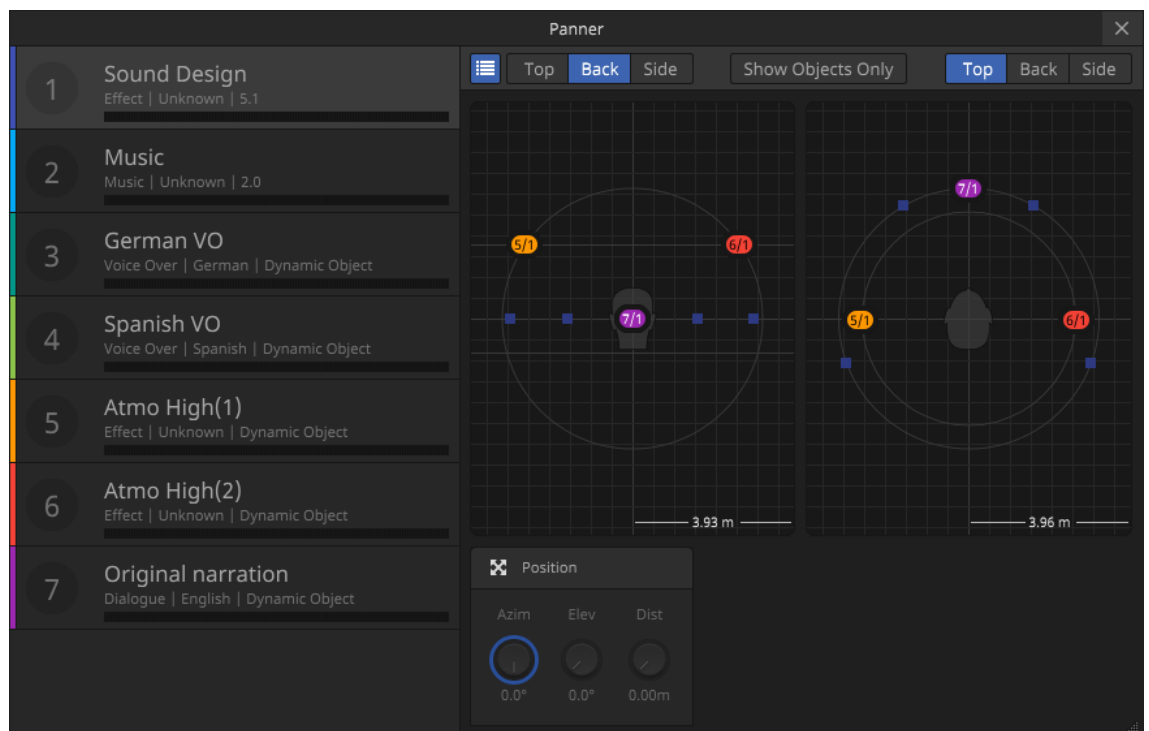 Panner
1
Sound Design
Effect | Unknown | 5.1
2
Music
Music | Unknown | 2.0
3
German VO
Voice Over | German | Dynamic Object
4
Spanish VO
Voice Over | Spanish | Dynamic Object
5
Atmo High(1)
Effect | Unknown | Dynamic Object
6
Atmo High(2)
Effect | Unknown | Dynamic Object
7
Original narration
Dialogue | English | Dynamic Object
Top Back Side Show Objects Only Top Back Side
5/1 6/1
7/1
3.93 m
7/1
5/1 6/1
3.96 m
Position
Azim Elev Dist
0.0° 0.0° 0.00m